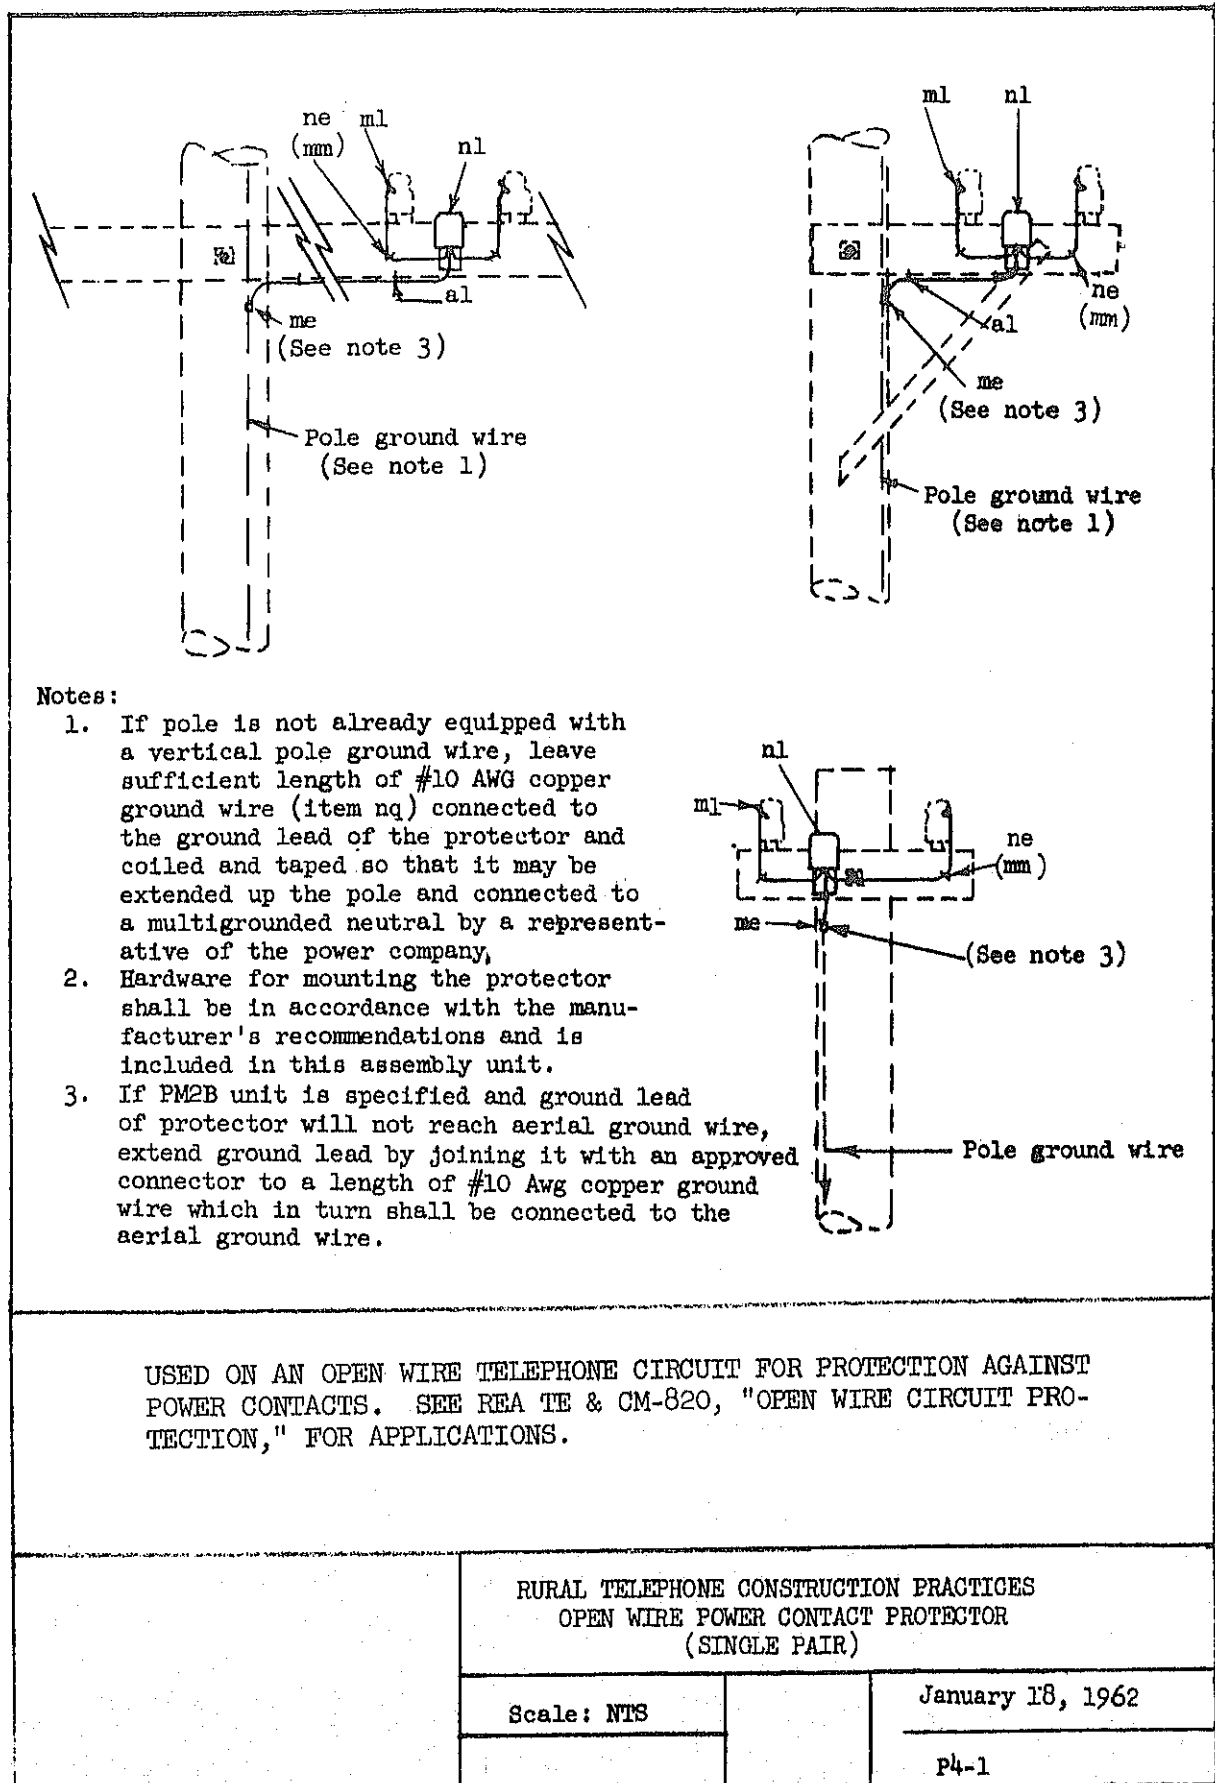 ne ml
(mm)
nl
al
me
(See note 3)
Pole ground wire
(See note 1)
ml nl
ne
(mm)
al
me
(See note 3)
Pole ground wire
(See note 1)
Notes:
1. If pole is not already equipped with
a vertical pole ground wire, leave
sufficient length of #10 AWG copper
ground wire (item nq) connected to
the ground lead of the protector and
coiled and taped so that it may be
extended up the pole and connected to
a multigrounded neutral by a represent-
ative of the power company,
2. Hardware for mounting the protector
shall be in accordance with the manu-
facturer's recommendations and is
included in this assembly unit.
3. If PM2B unit is specified and ground lead
of protector will not reach aerial ground wire,
extend ground lead by joining it with an approved
connector to a length of #10 Awg copper ground
wire which in turn shall be connected to the
aerial ground wire.
nl
ml
ne
(mm)
me
(See note 3)
Pole ground wire
USED ON AN OPEN WIRE TELEPHONE CIRCUIT FOR PROTECTION AGAINST
POWER CONTACTS. SEE REA TE & CM-820, "OPEN WIRE CIRCUIT PRO-
TECTION," FOR APPLICATIONS.
RURAL TELEPHONE CONSTRUCTION PRACTICES
OPEN WIRE POWER CONTACT PROTECTOR
(SINGLE PAIR)
Scale: NTS
January 18, 1962
P4-1